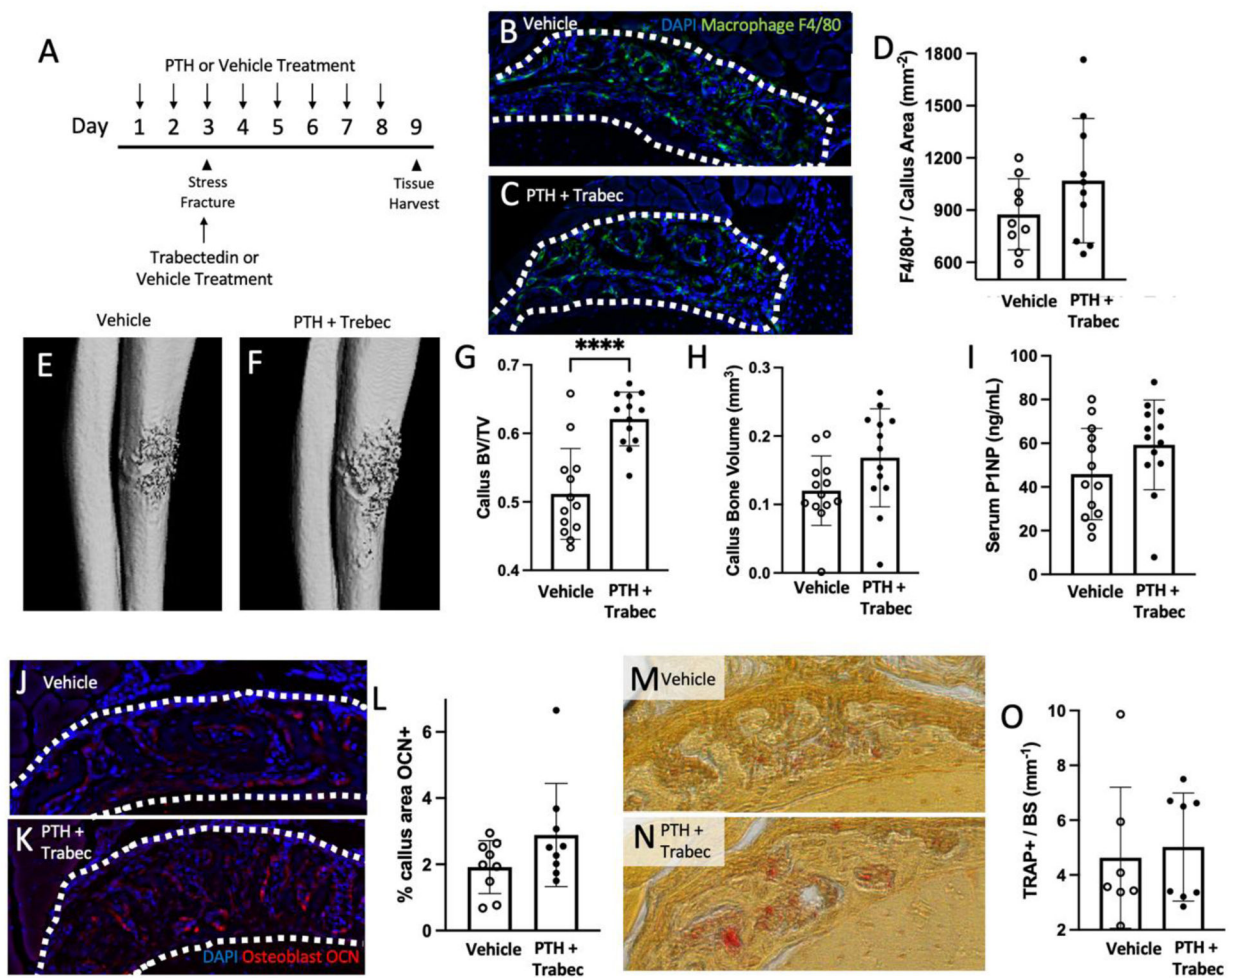 A
PTH or Vehicle Treatment
Day 1 2 3 4 5 6 7 8 9
Stress
Fracture
Tissue
Harvest
Trabectedin or
Vehicle Treatment
B Vehicle DAPI Macrophage F4/80
C PTH + Trabec
D
F4/80+ / Callus Area (mm-2)
1800
1500
1200
900
600
Vehicle PTH +
Trabec
Vehicle PTH + Trebec
E F
G
****
Callus BV/TV
0.7
0.6
0.5
0.4
Vehicle PTH +
Trabec
H
Callus Bone Volume (mm3)
0.3
0.2
0.1
0.0
Vehicle PTH +
Trabec
I
Serum P1NP (ng/mL)
100
80
60
40
20
0
Vehicle PTH +
Trabec
J Vehicle
K PTH +
Trabec
DAPI Osteoblast OCN
L
% callus area OCN+
6
4
2
0
Vehicle PTH +
Trabec
M Vehicle
N PTH +
Trabec
O
TRAP+ / BS (mm-1)
10
8
6
4
2
Vehicle PTH +
Trabec